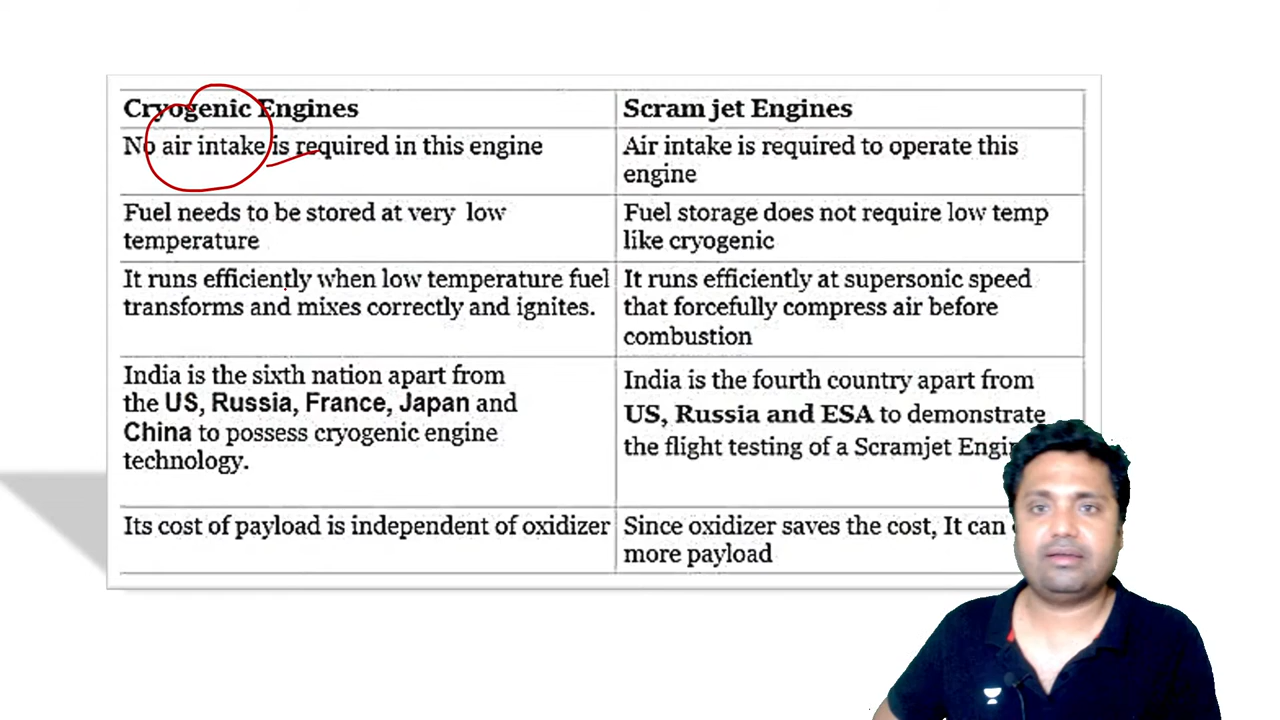 Cryogenic Engines
Scram jet Engines
No air intake is required in this engine
Air intake is required to operate this
engine
Fuel needs to be stored at very low
temperature
Fuel storage does not require low temp
like cryogenic
It runs efficiently when low temperature fuel
transforms and mixes correctly and ignites.
It runs efficiently at supersonic speed
that forcefully compress air before
combustion
India is the sixth nation apart from
the US, Russia, France, Japan and
China to possess cryogenic engine
technology.
India is the fourth country apart from
US, Russia and ESA to demonstrate
the flight testing of a Scramjet
Its cost of payload is independent of oxidizer
Since oxidizer saves the cost, It can
more payload